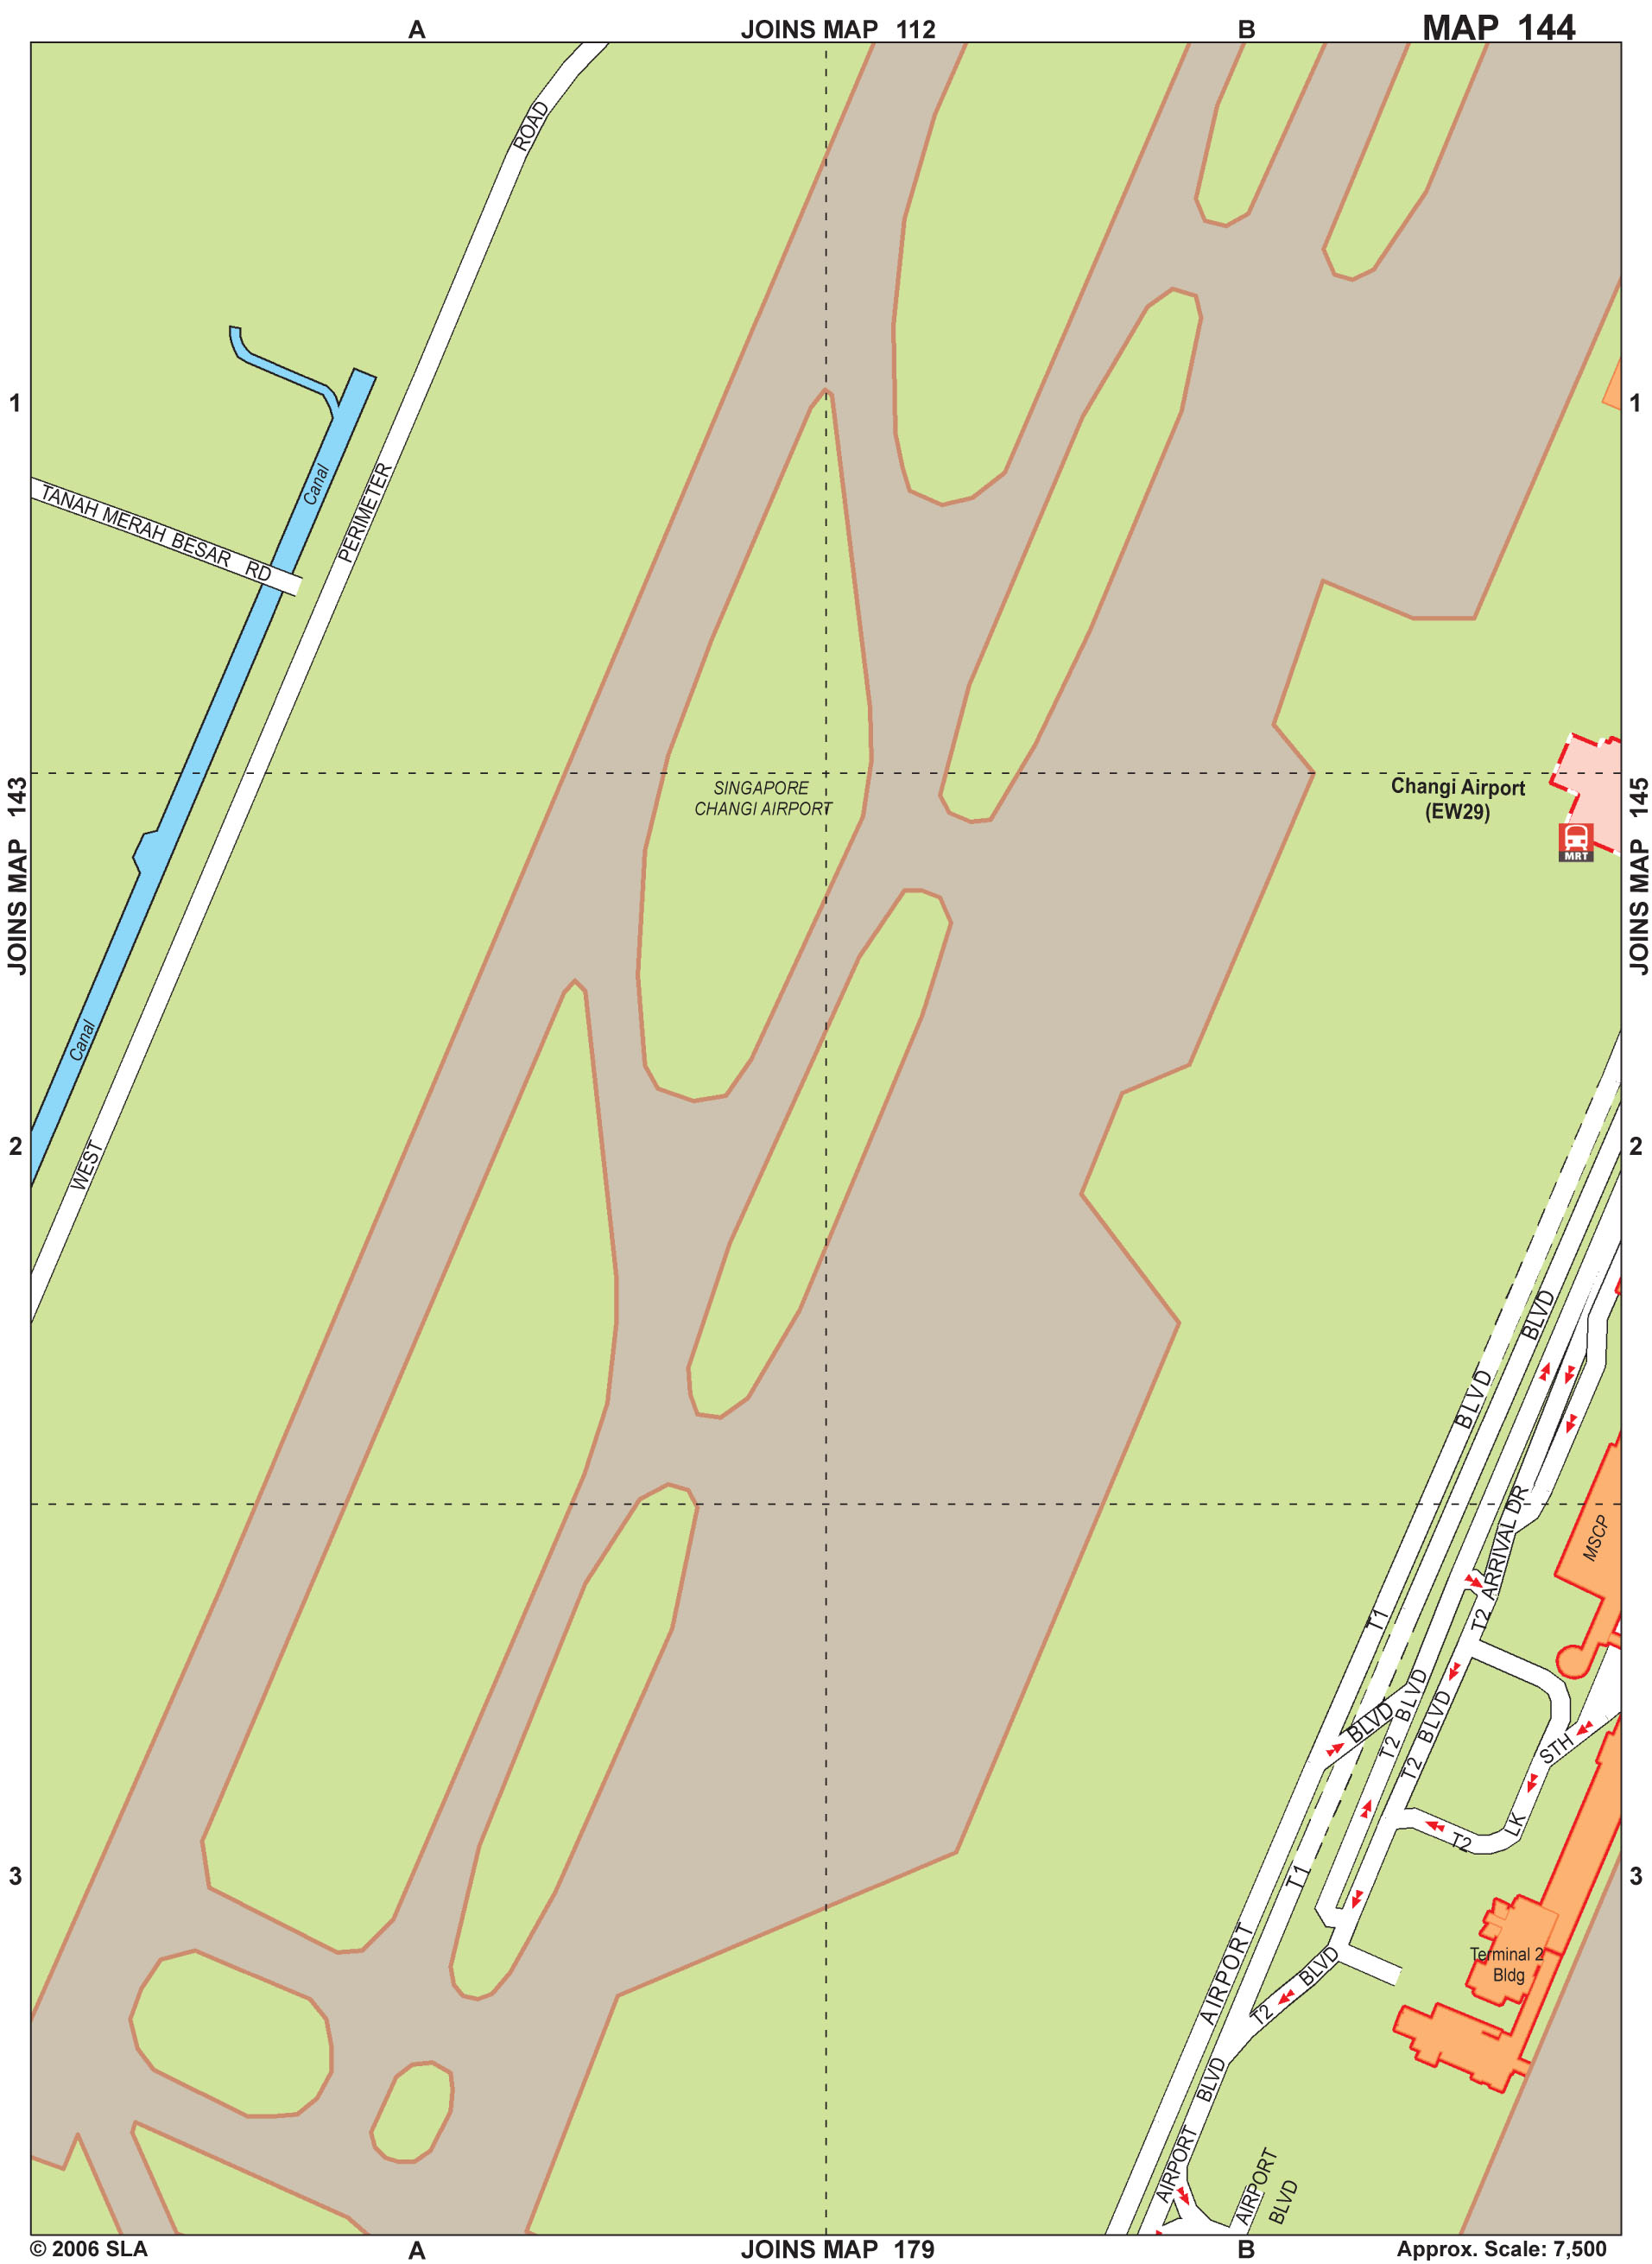 A
JOINS MAP 112
B
MAP 144
ROAD
1
1
Canal
PERIMETER
TANAH MERAH BESAR RD
SINGAPORE
CHANGI AIRPORT
Changi Airport
(EW29)
MRT
JOINS MAP 143
JOINS MAP 145
Canal
2
2
WEST
BLVD
BLVD
ARRIVAL DR
MSCP
T1
T2
BLVD
BLVD
T2
BLVD
T2
STH
LK
T2
3
3
T1
AIRPORT
Terminal 2
Bldg
BLVD
T2
BLVD
AIRPORT
AIRPORT
BLVD
© 2006 SLA
A
JOINS MAP 179
B
Approx. Scale: 7,500